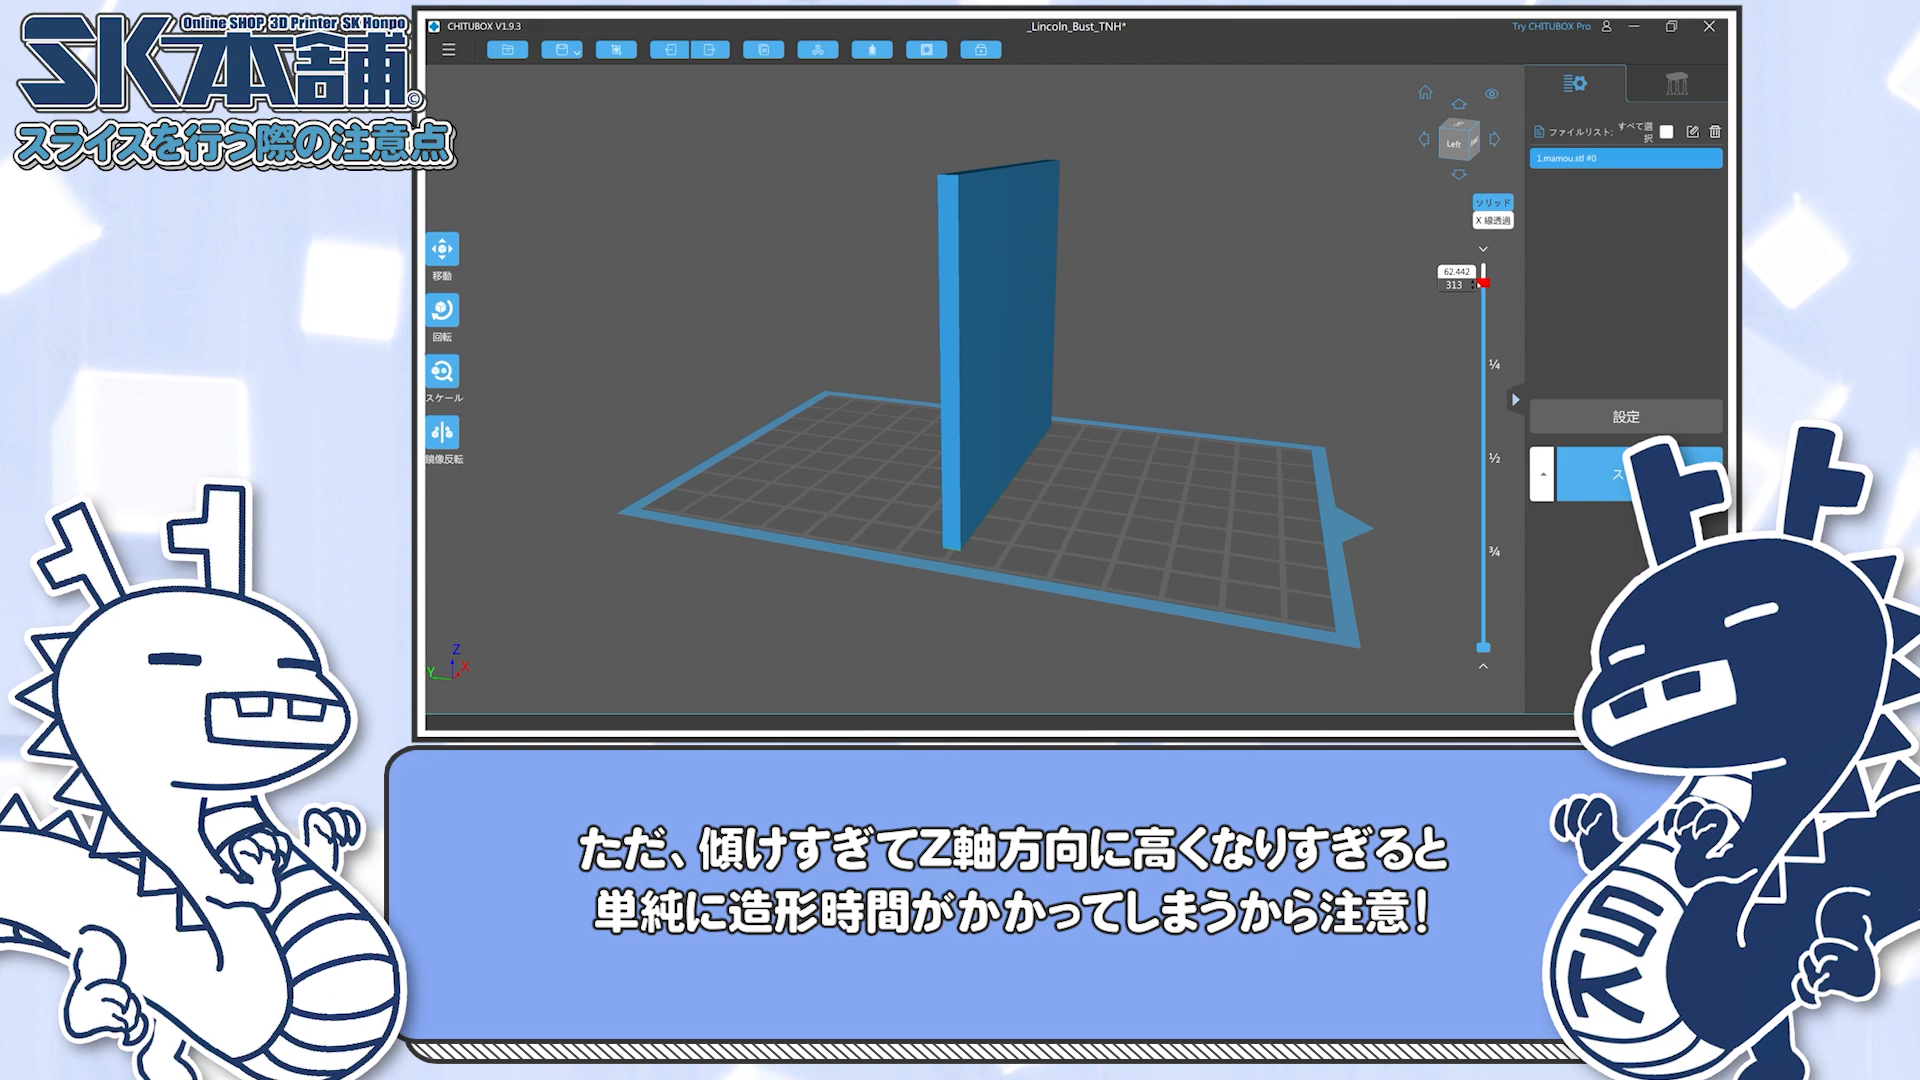 Online SHOP 3D Printer SK Honpo
SK本舗©
スライスを行う際の注意点
CHITUBOX V1.9.3
_Lincoln_Bust_TNH*
Try CHITUBOX Pro
Left
ファイルリスト:
すべて選択
1.mamou.stl #0
ソリッド
X 線透過
62.442
313
1/4
1/2
3/4
移動
回転
スケール
鏡像反転
設定
ス
Z
Y
X
ただ、傾けすぎてZ軸方向に高くなりすぎると
単純に造形時間がかかってしまうから注意!
SK